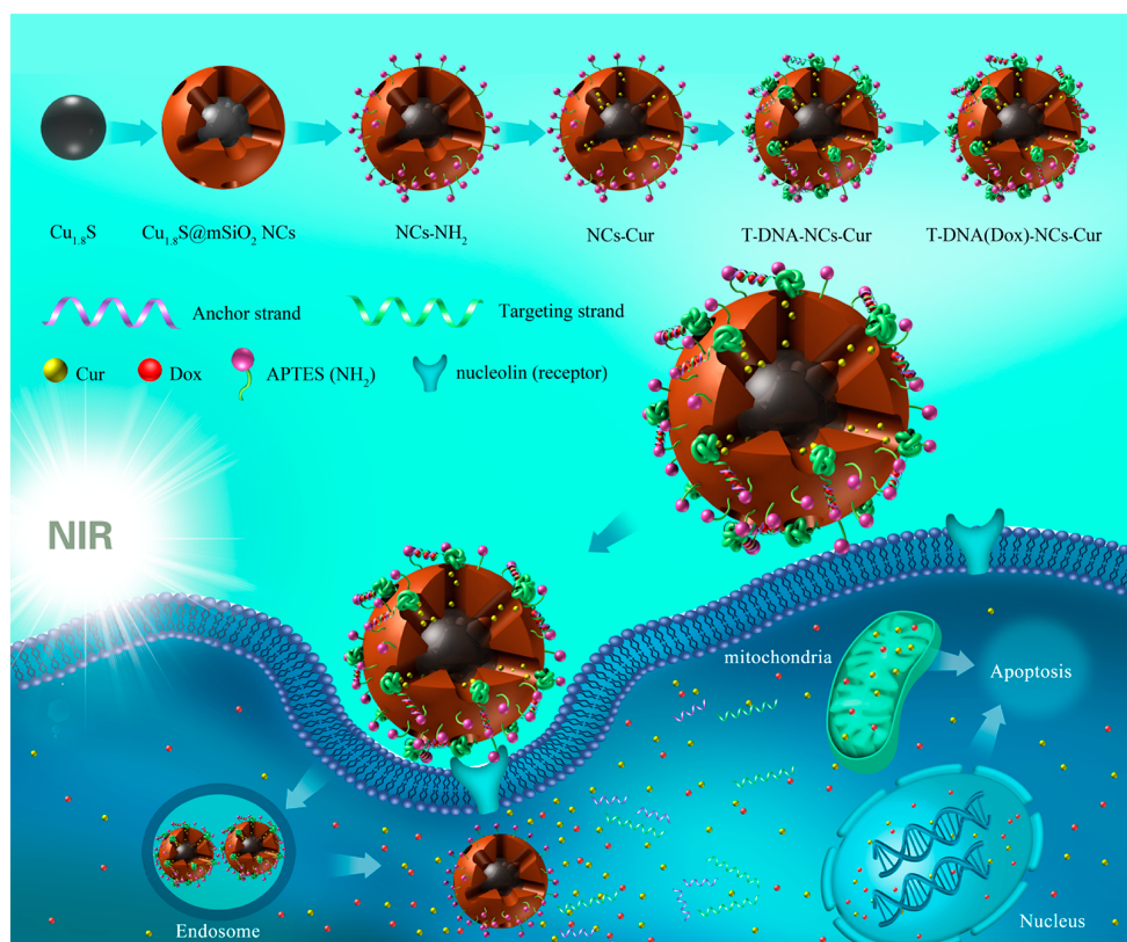 Cu₁.₈S
Cu₁.₈S@mSiO₂ NCs
NCs-NH₂
NCs-Cur
T-DNA-NCs-Cur
T-DNA(Dox)-NCs-Cur
Anchor strand
Targeting strand
Cur
Dox
APTES (NH₂)
nucleolin (receptor)
NIR
mitochondria
Apoptosis
Endosome
Nucleus